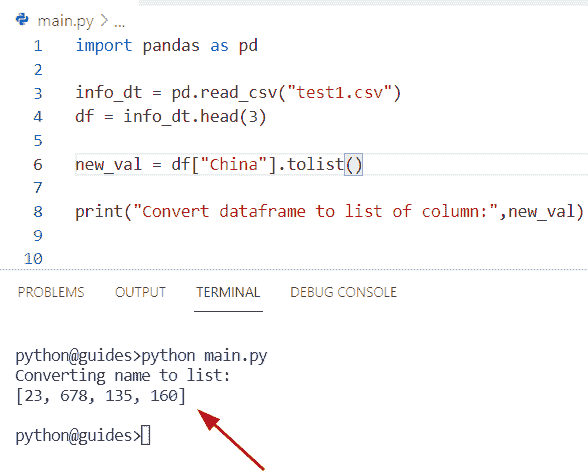 main.py > ...
1 import pandas as pd
2
3 info_dt = pd.read_csv("test1.csv")
4 df = info_dt.head(3)
5
6 new_val = df["China"].tolist()
7
8 print("Convert dataframe to list of column:",new_val)
9
10
PROBLEMS OUTPUT TERMINAL DEBUG CONSOLE
python@guides>python main.py
Converting name to list:
[23, 678, 135, 160]
python@guides>